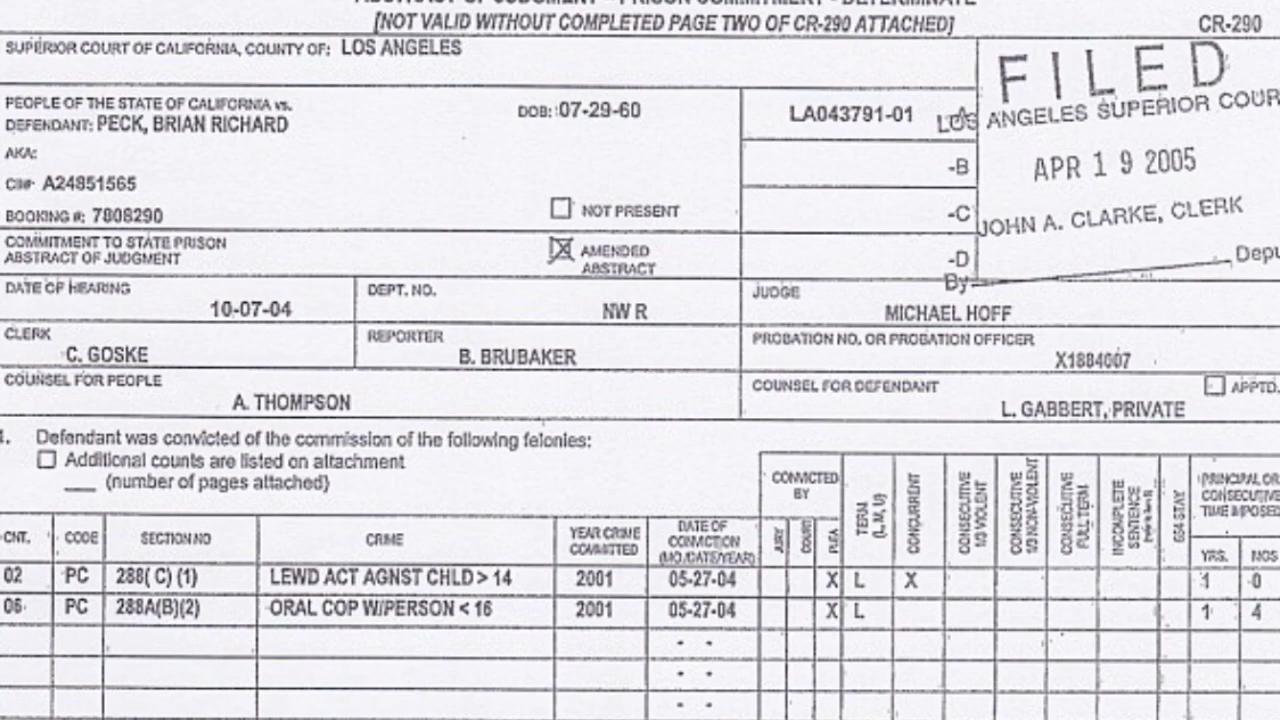 [NOT VALID WITHOUT COMPLETED PAGE TWO OF CR-290 ATTACHED] CR-290
SUPERIOR COURT OF CALIFORNIA, COUNTY OF: LOS ANGELES
FILED
LOS ANGELES SUPERIOR COUR
APR 19 2005
JOHN A. CLARKE, CLERK
By Depu
PEOPLE OF THE STATE OF CALIFORNIA vs.
DEFENDANT: PECK, BRIAN RICHARD
DOB: 07-29-60
LA043791-01 -A
AKA:
-B
CII#: A24851565
BOOKING #: 7808290
NOT PRESENT
-C
COMMITMENT TO STATE PRISON
ABSTRACT OF JUDGMENT
AMENDED
ABSTRACT
-D
DATE OF HEARING
10-07-04
DEPT. NO.
NW R
JUDGE
MICHAEL HOFF
CLERK
C. GOSKE
REPORTER
B. BRUBAKER
PROBATION NO. OR PROBATION OFFICER
X1884007
COUNSEL FOR PEOPLE
A. THOMPSON
COUNSEL FOR DEFENDANT
L. GABBERT, PRIVATE
APPTD.
1. Defendant was convicted of the commission of the following felonies:
Additional counts are listed on attachment
(number of pages attached)
CNT. CODE SECTION NO CRIME YEAR CRIME COMMITTED DATE OF CONVICTION (MO./DATE/YEAR)
CONVICTED BY
JURY COURT PLEA
TERM (L, M, U)
CONCURRENT
CONSECUTIVE 1/3 VIOLENT
CONSECUTIVE 1/3 NON-VIOLENT
CONSECUTIVE FULL TERM
INCOMPLETE SENTENCE
654 STAY
PRINCIPAL OR
CONSECUTIVE
TIME IMPOSED
YRS. MOS
02 PC 288( C) (1) LEWD ACT AGNST CHLD > 14 2001 05-27-04 X L X 1 0
06 PC 288A(B)(2) ORAL COP W/PERSON < 16 2001 05-27-04 X L 1 4